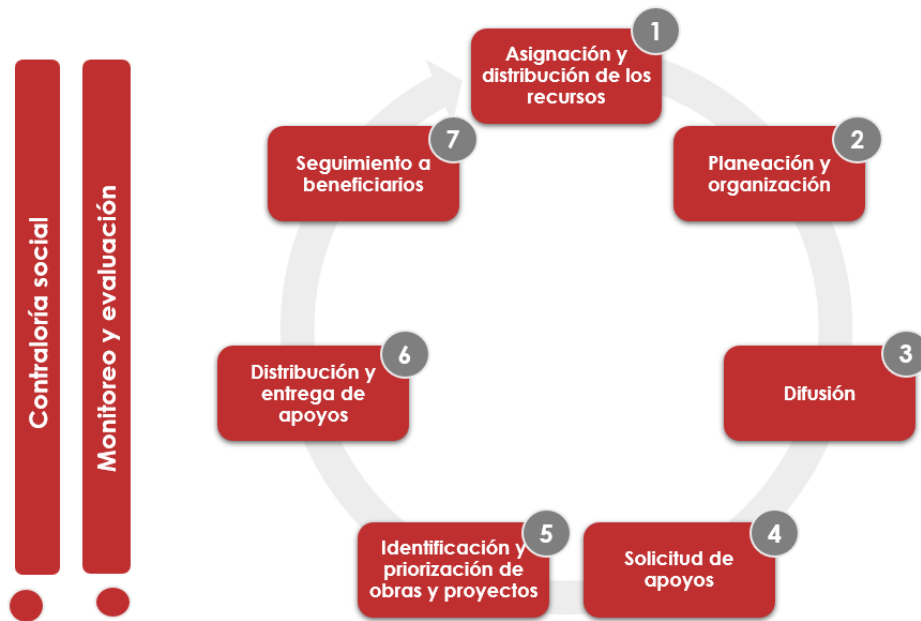 Contraloría social
Monitoreo y evaluación
1
Asignación y
distribución de los
recursos
2
Planeación y
organización
3
Difusión
4
Solicitud de
apoyos
5
Identificación y
priorización de
obras y proyectos
6
Distribución y
entrega de
apoyos
7
Seguimiento a
beneficiarios